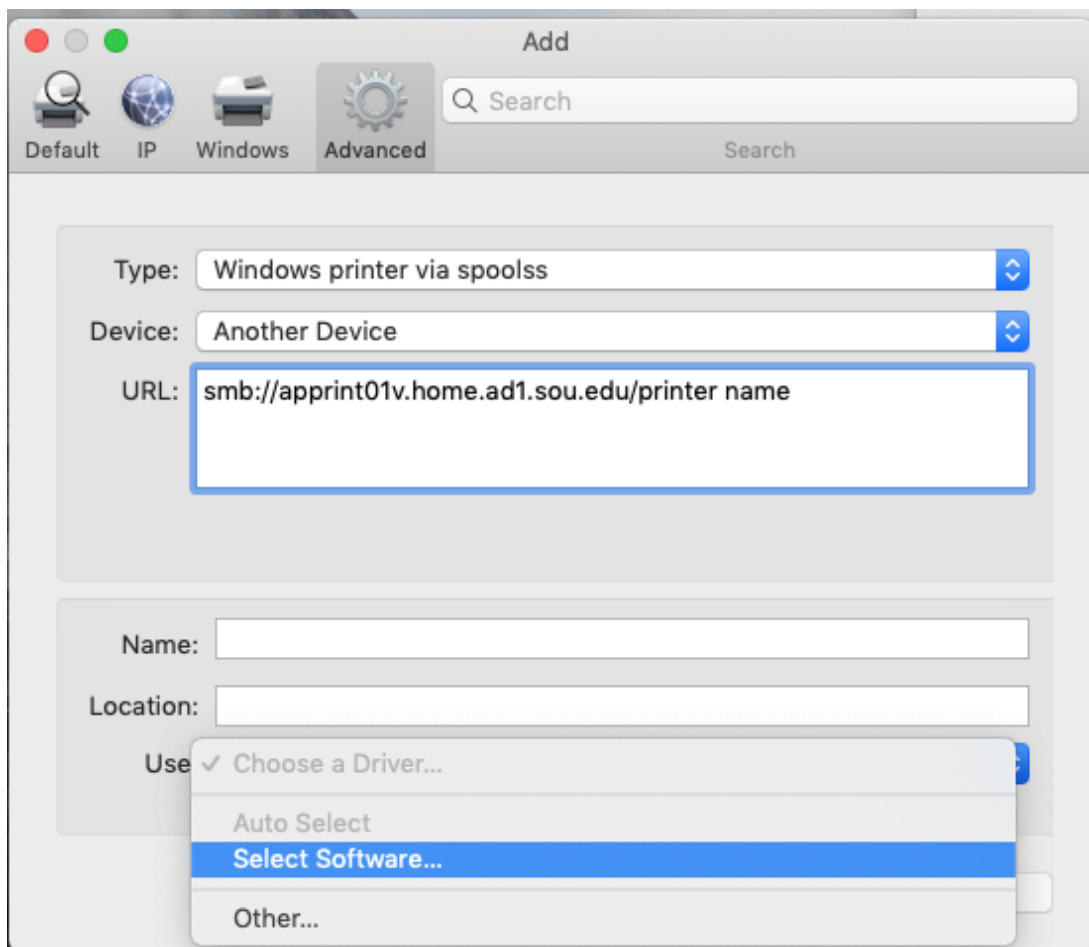 Add
Search
Default IP Windows Advanced Search
Type: Windows printer via spoolss
Device: Another Device
URL: smb://apprint01v.home.ad1.sou.edu/printer name
Name:
Location:
Use ✓ Choose a Driver...
Auto Select
Select Software...
Other...